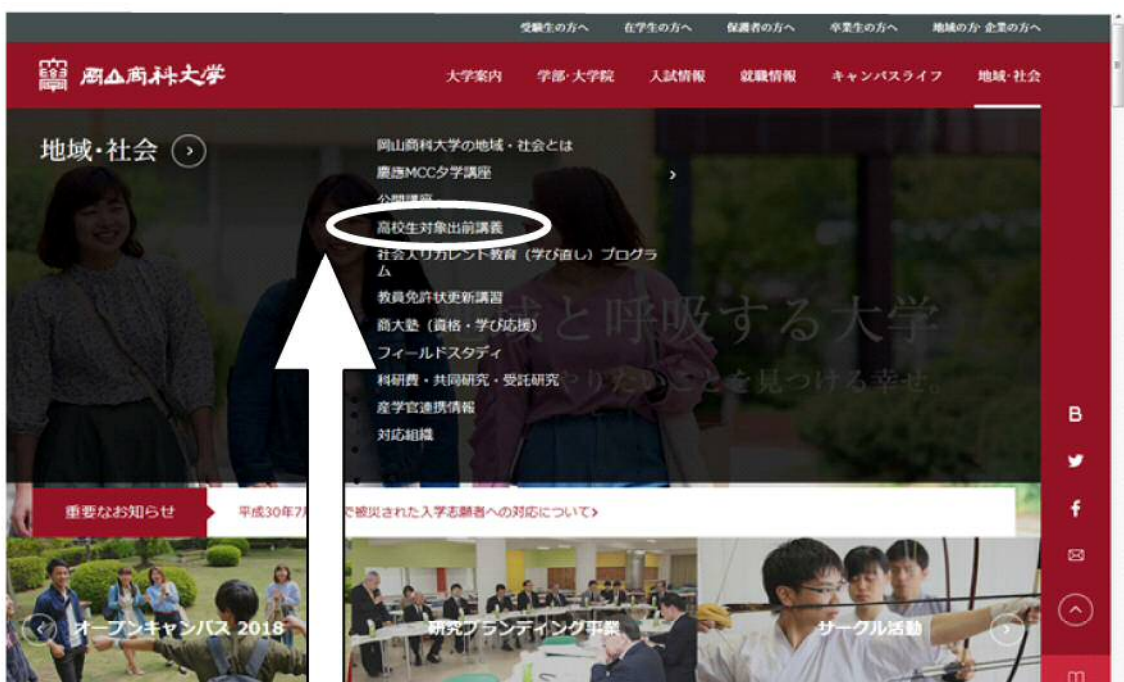 受験生の方へ 在学生の方へ 保護者の方へ 卒業生の方へ 地域の方·企業の方へ
岡山商科大学 大学案内 学部·大学院 入試情報 就職情報 キャンパスライフ 地域·社会
地域·社会
岡山商科大学の地域・社会とは
慶應MCC夕学講座
公開講座
高校生対象出前講義
社会人リカレント教育（学び直し）プログラ
ム
教員免許状更新講習
商大塾（資格・学び応援）
フィールドスタディ
科研費・共同研究・受託研究
産学官連携情報
対応組織
と呼吸する大学
やりたいことを見つける幸せ。
B
重要なお知らせ 平成30年7 で被災された入学志願者への対応について
オープンキャンパス 2018 研究ブランディング事業 サークル活動